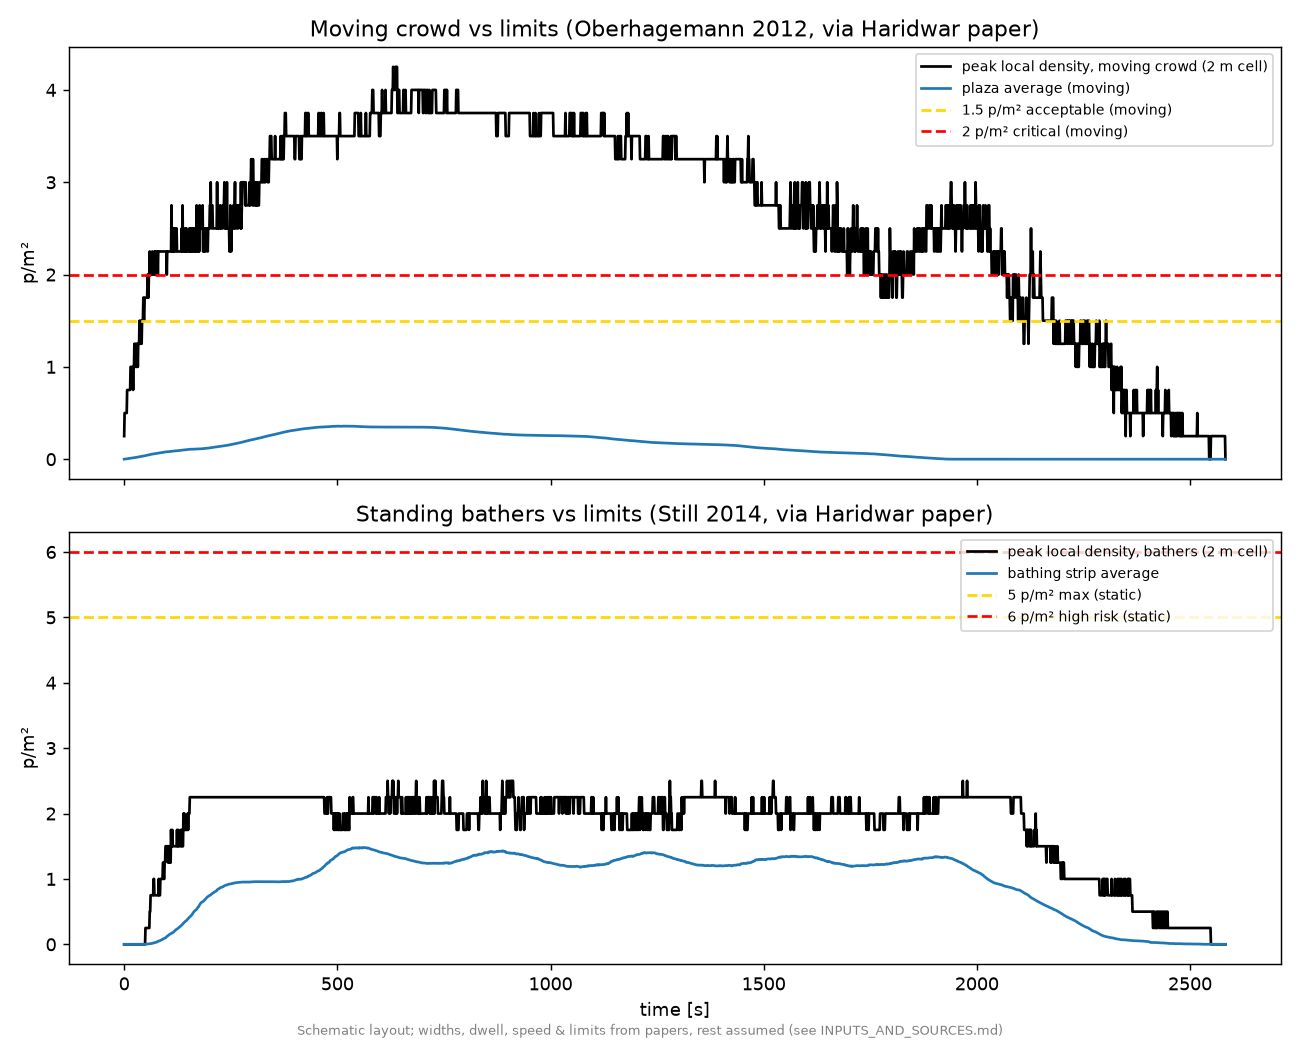 Moving crowd vs limits (Oberhagemann 2012, via Haridwar paper)
peak local density, moving crowd (2 m cell)
plaza average (moving)
1.5 p/m² acceptable (moving)
2 p/m² critical (moving)
4
3
2
1
0
p/m²
Standing bathers vs limits (Still 2014, via Haridwar paper)
peak local density, bathers (2 m cell)
bathing strip average
5 p/m² max (static)
6 p/m² high risk (static)
6
5
4
3
2
1
0
p/m²
0 500 1000 1500 2000 2500
time [s]
Schematic layout; widths, dwell, speed & limits from papers, rest assumed (see INPUTS_AND_SOURCES.md)